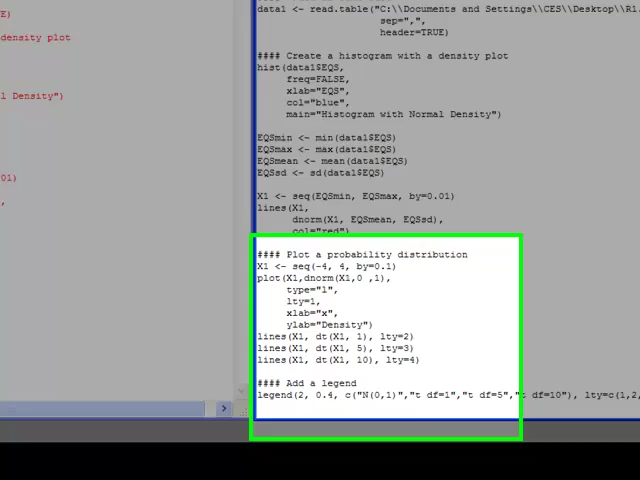 E)
density plot
l Density")
01)
,
data1 <- read.table("C:\\Documents and Settings\\CES\\Desktop\\R1.
sep=",",
header=TRUE)
#### Create a histogram with a density plot
hist(data1$EQS,
freq=FALSE,
xlab="EQS",
col="blue",
main="Histogram with Normal Density")
EQSmin <- min(data1$EQS)
EQSmax <- max(data1$EQS)
EQSmean <- mean(data1$EQS)
EQSsd <- sd(data1$EQS)
X1 <- seq(EQSmin, EQSmax, by=0.01)
lines(X1,
dnorm(X1, EQSmean, EQSsd),
col="red")
#### Plot a probability distribution
X1 <- seq(-4, 4, by=0.1)
plot(X1,dnorm(X1,0 ,1),
type="l",
lty=1,
xlab="x",
ylab="Density")
lines(X1, dt(X1, 1), lty=2)
lines(X1, dt(X1, 5), lty=3)
lines(X1, dt(X1, 10), lty=4)
#### Add a legend
legend(2, 0.4, c("N(0,1)","t df=1","t df=5","t df=10"), lty=c(1,2,